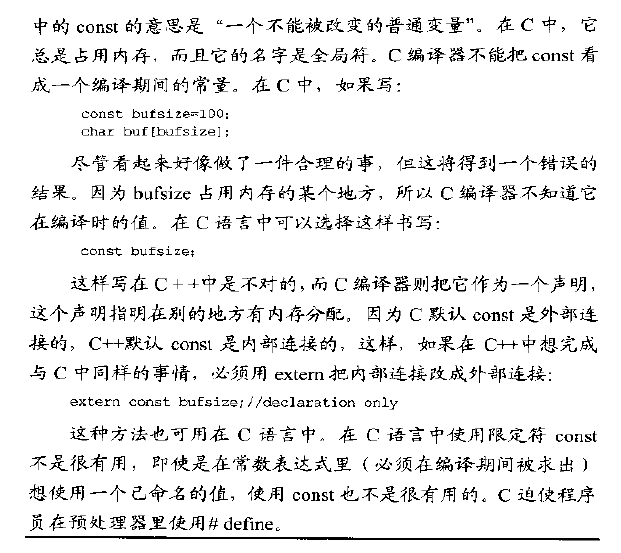 中的 const 的意思是“一个不能被改变的普通变量”。在 C 中，它
总是占用内存，而且它的名字是全局符。C 编译器不能把 const 看
成一个编译期间的常量。在 C 中，如果写：
const bufsize=100;
char buf[bufsize];
尽管看起来好像做了一件合理的事，但这将得到一个错误的
结果。因为 bufsize 占用内存的某个地方，所以 C 编译器不知道它
在编译时的值。在 C 语言中可以选择这样书写：
const bufsize;
这样写在 C ++中是不对的，而 C 编译器则把它作为一个声明，
这个声明指明在别的地方有内存分配。因为 C 默认 const 是外部连
接的，C++默认 const 是内部连接的，这样，如果在 C++中想完成
与 C 中同样的事情，必须用 extern 把内部连接改成外部连接：
extern const bufsize;//declaration only
这种方法也可用在 C 语言中。在 C 语言中使用限定符 const
不是很有用，即使是在常数表达式里（必须在编译期间被求出）
想使用一个已命名的值，使用 const 也不是很有用的。C 迫使程序
员在预处理器里使用# define。